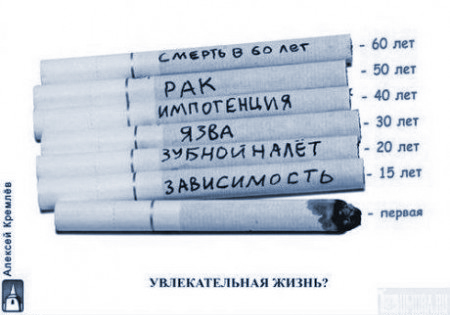 СМЕРТЬ В 60 ЛЕТ - 60 лет
РАК - 50 лет
ИМПОТЕНЦИЯ - 40 лет
ЯЗВА - 30 лет
ЗУБНОЙ НАЛЁТ - 20 лет
ЗАВИСИМОСТЬ - 15 лет
- первая
УВЛЕКАТЕЛЬНАЯ ЖИЗНЬ?
Алексей Кремлёв